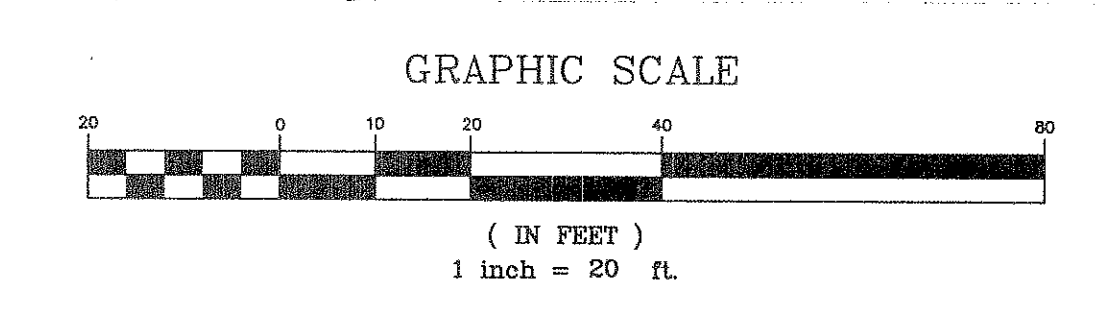 GRAPHIC SCALE
20 0 10 20 40 80
( IN FEET )
1 inch = 20 ft.